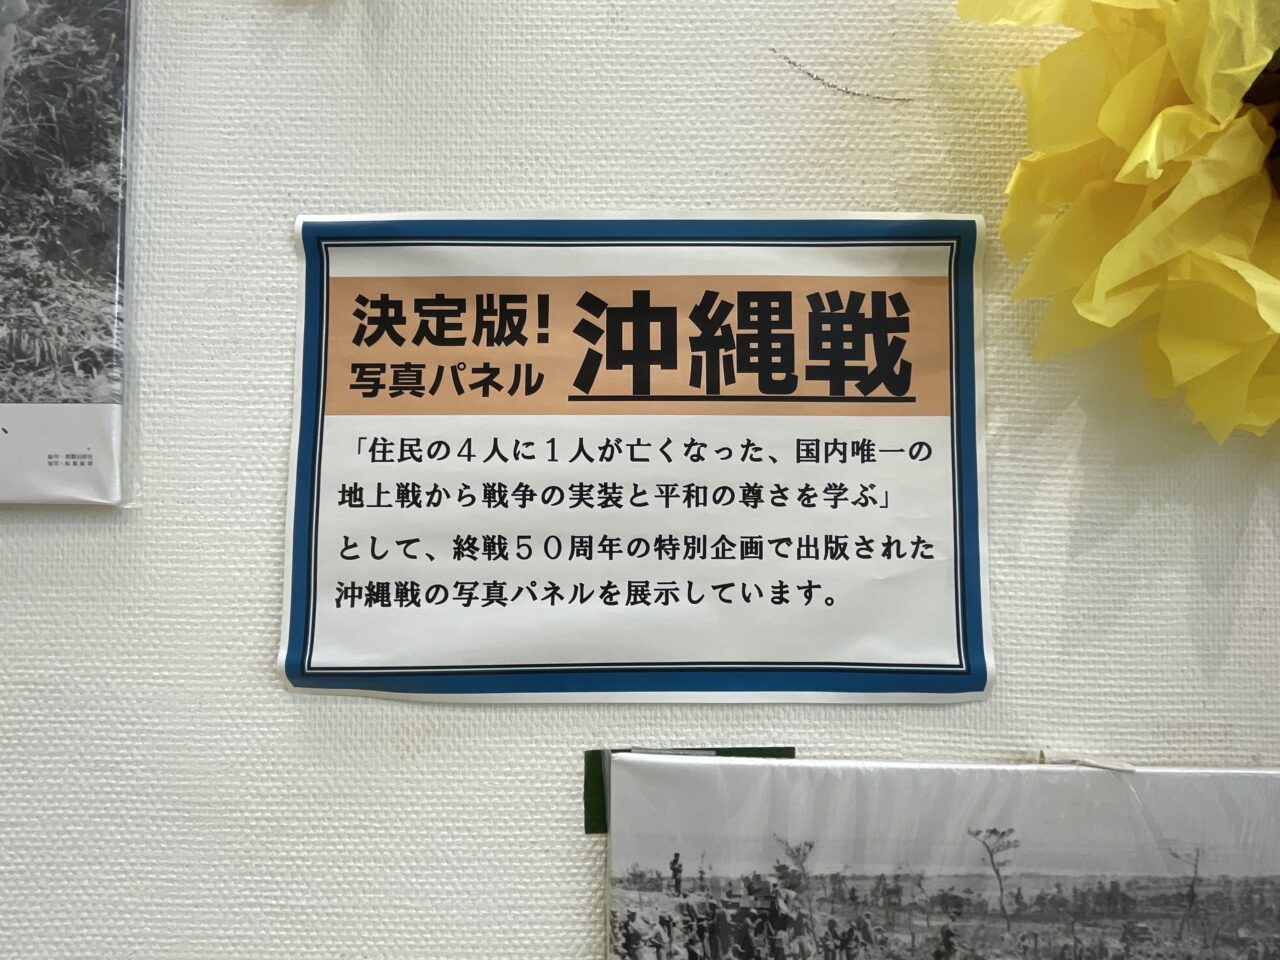 決定版!
写真パネル
沖縄戦
「住民の4人に1人が亡くなった、国内唯一の
地上戦から戦争の実装と平和の尊さを学ぶ」
として、終戦50周年の特別企画で出版された
沖縄戦の写真パネルを展示しています。